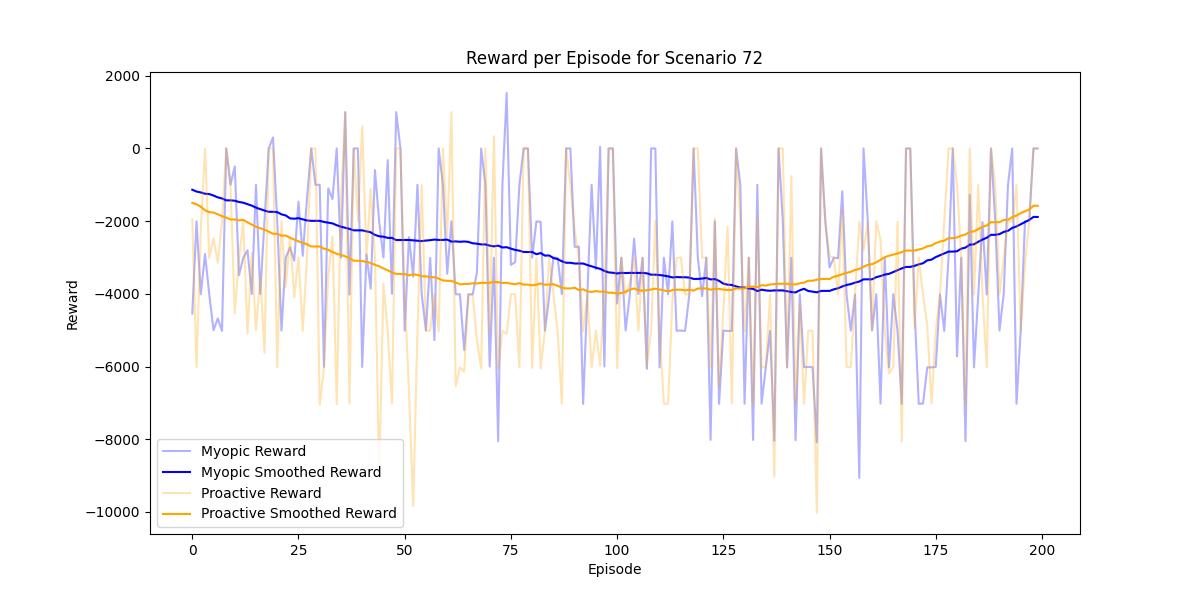 Reward per Episode for Scenario 72
Reward
2000
0
−2000
−4000
−6000
−8000
−10000
Myopic Reward
Myopic Smoothed Reward
Proactive Reward
Proactive Smoothed Reward
0 25 50 75 100 125 150 175 200
Episode